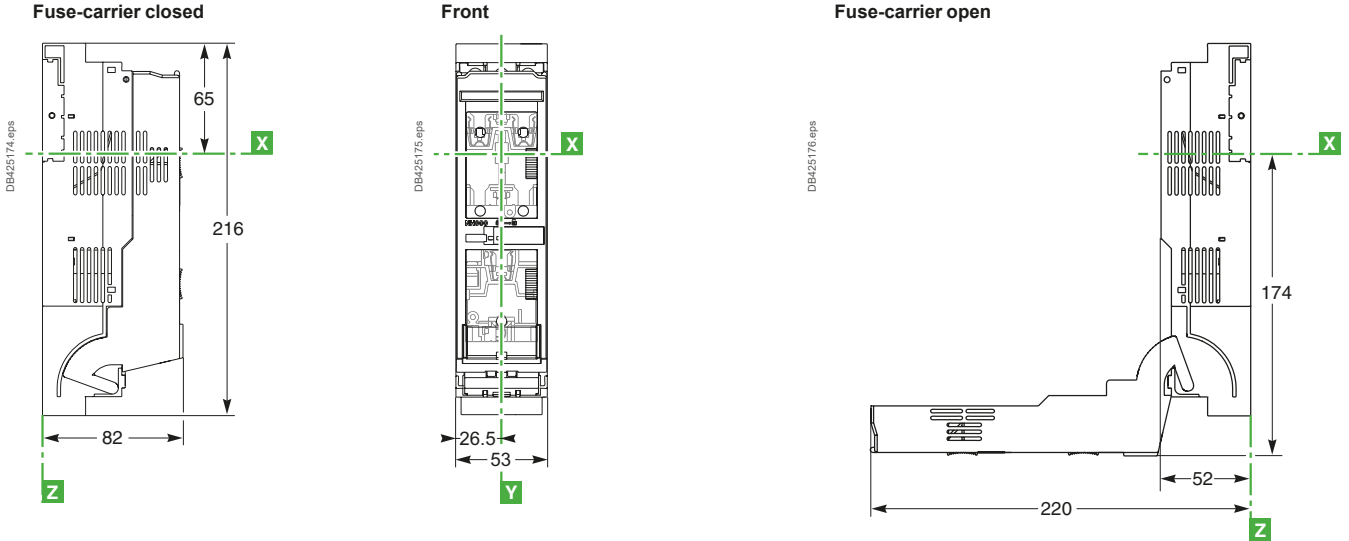 Fuse-carrier closed
Front
Fuse-carrier open
DB425174.eps
65
X
216
82
Z
DB425175.eps
X
26.5
53
Y
DB425176.eps
X
174
52
220
Z